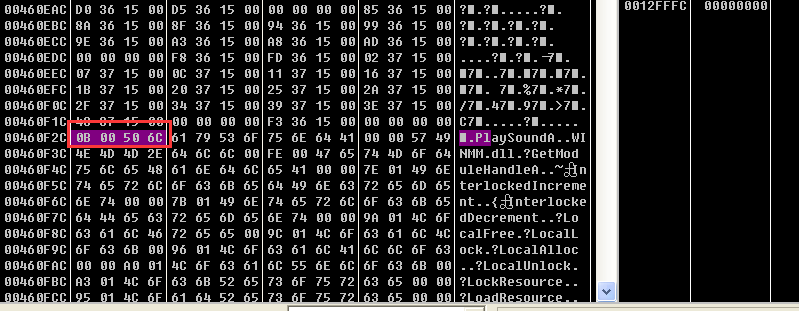 00460EAC D0 36 15 00 D5 36 15 00 00 00 00 00 85 36 15 00 ?■.?■.....?■. 0012FFFC 00000000
00460EBC 8A 36 15 00 8F 36 15 00 94 36 15 00 99 36 15 00 ?■.?■.?■.?■.
00460ECC 9E 36 15 00 A3 36 15 00 A8 36 15 00 AD 36 15 00 ?■.?■.?■.?■.
00460EDC 00 00 00 00 F8 36 15 00 FD 36 15 00 02 37 15 00 ....?■.?■.¬7■.
00460EEC 07 37 15 00 0C 37 15 00 11 37 15 00 16 37 15 00 ■7■..7■.■7■.■7■.
00460EFC 1B 37 15 00 20 37 15 00 25 37 15 00 2A 37 15 00 ■7■. 7■.%7■.*7■.
00460F0C 2F 37 15 00 34 37 15 00 39 37 15 00 3E 37 15 00 /7■.47■.97■.>7■.
00460F1C 15 00 00 00 00 00 F3 36 15 00 00 00 00 00 C7■.....?■.....
00460F2C 0B 00 50 6C 61 79 53 6F 75 6E 64 41 00 00 57 49 ■.PlaySoundA..WI
00460F3C 4E 4D 4D 2E 64 6C 6C 00 FE 00 47 65 74 4D 6F 64 NMM.dll.?GetMod
00460F4C 75 6C 65 48 61 6E 64 6C 65 41 00 00 7E 01 49 6E uleHandleA..~In
00460F5C 74 65 72 6C 6F 63 6B 65 64 49 6E 63 72 65 6D 65 terlockedIncreme
00460F6C 6E 74 00 00 7B 01 49 6E 74 65 72 6C 6F 63 6B 65 nt..{Interlocke
00460F7C 64 44 65 63 72 65 6D 65 6E 74 00 00 9A 01 4C 6F dDecrement..?Lo
00460F8C 63 61 6C 46 72 65 65 00 9C 01 4C 6F 63 61 6C 4C calFree.?LocalL
00460F9C 6F 63 6B 00 96 01 4C 6F 63 61 6C 41 6C 6C 6F 63 ock.?LocalAlloc
00460FAC 00 00 A0 01 4C 6F 63 61 6C 55 6E 6C 6F 63 6B 00 ..?LocalUnlock.
00460FBC A3 01 4C 6F 63 6B 52 65 73 6F 75 72 63 65 00 00 ?LockResource..
00460FCC 95 01 4C 6F 61 64 52 65 73 6F 75 72 63 65 00 00 ?LoadResource..